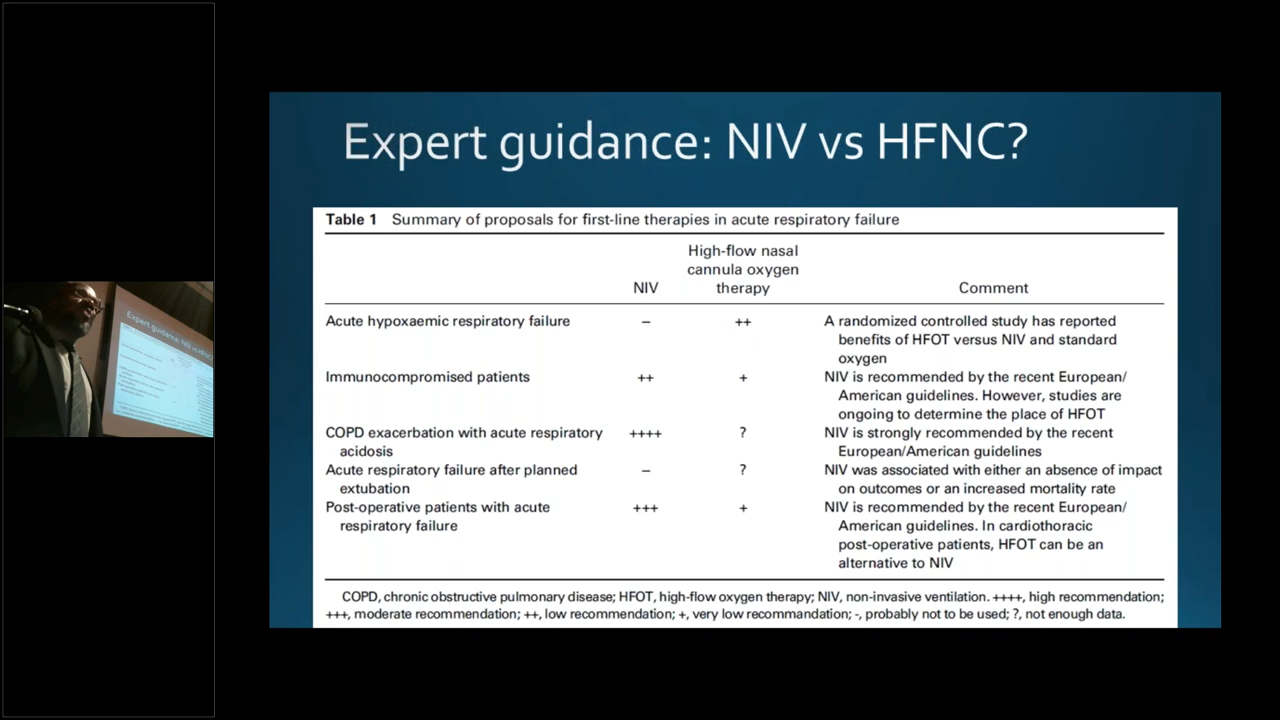 Expert guidance: NIV vs HFNC?
Table 1 Summary of proposals for first-line therapies in acute respiratory failure
NIV
High-flow nasal
cannula oxygen
therapy
Comment
Acute hypoxaemic respiratory failure – ++ A randomized controlled study has reported
benefits of HFOT versus NIV and standard
oxygen
Immunocompromised patients ++ + NIV is recommended by the recent European/
American guidelines. However, studies are
ongoing to determine the place of HFOT
COPD exacerbation with acute respiratory ++++ ? NIV is strongly recommended by the recent
acidosis European/American guidelines
Acute respiratory failure after planned – ? NIV was associated with either an absence of impact
extubation on outcomes or an increased mortality rate
Post-operative patients with acute +++ + NIV is recommended by the recent European/
respiratory failure American guidelines. In cardiothoracic
post-operative patients, HFOT can be an
alternative to NIV
COPD, chronic obstructive pulmonary disease; HFOT, high-flow oxygen therapy; NIV, non-invasive ventilation. ++++, high recommendation;
+++, moderate recommendation; ++, low recommendation; +, very low recommandation; -, probably not to be used; ?, not enough data.
Expert guidance: NIV vs HFNC